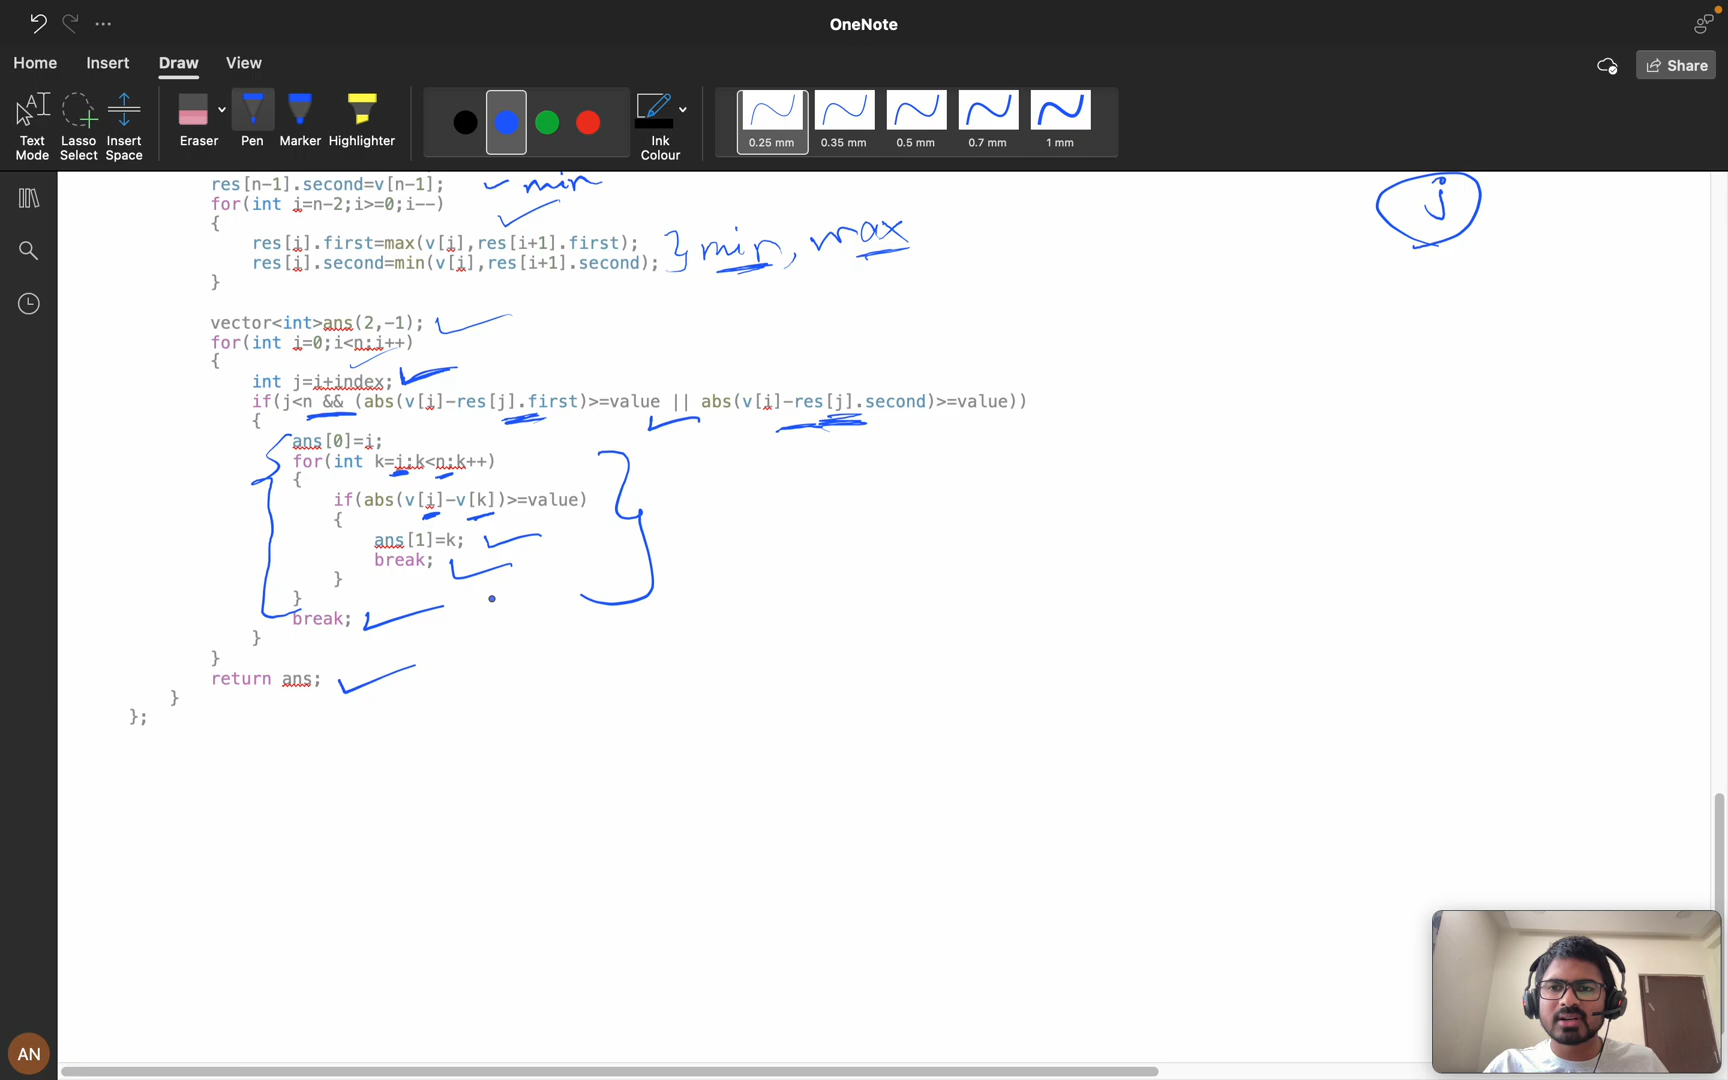 OneNote
Home Insert Draw View
Share
Text Mode
Lasso Select
Insert Space
Eraser
Pen
Marker
Highlighter
Ink Colour
0.25 mm
0.35 mm
0.5 mm
0.7 mm
1 mm
res[n-1].second=v[n-1]; min
for(int i=n-2;i>=0;i--)
{
res[i].first=max(v[i],res[i+1].first);
res[i].second=min(v[i],res[i+1].second); } min, max
}
j
vector<int>ans(2,-1);
for(int i=0;i<n;i++)
{
int j=i+index;
if(j<n && (abs(v[i]-res[j].first)>=value || abs(v[i]-res[j].second)>=value))
{
ans[0]=i;
for(int k=j;k<n;k++)
{
if(abs(v[i]-v[k])>=value)
{
ans[1]=k;
break;
}
}
break;
}
}
return ans;
}
};
AN